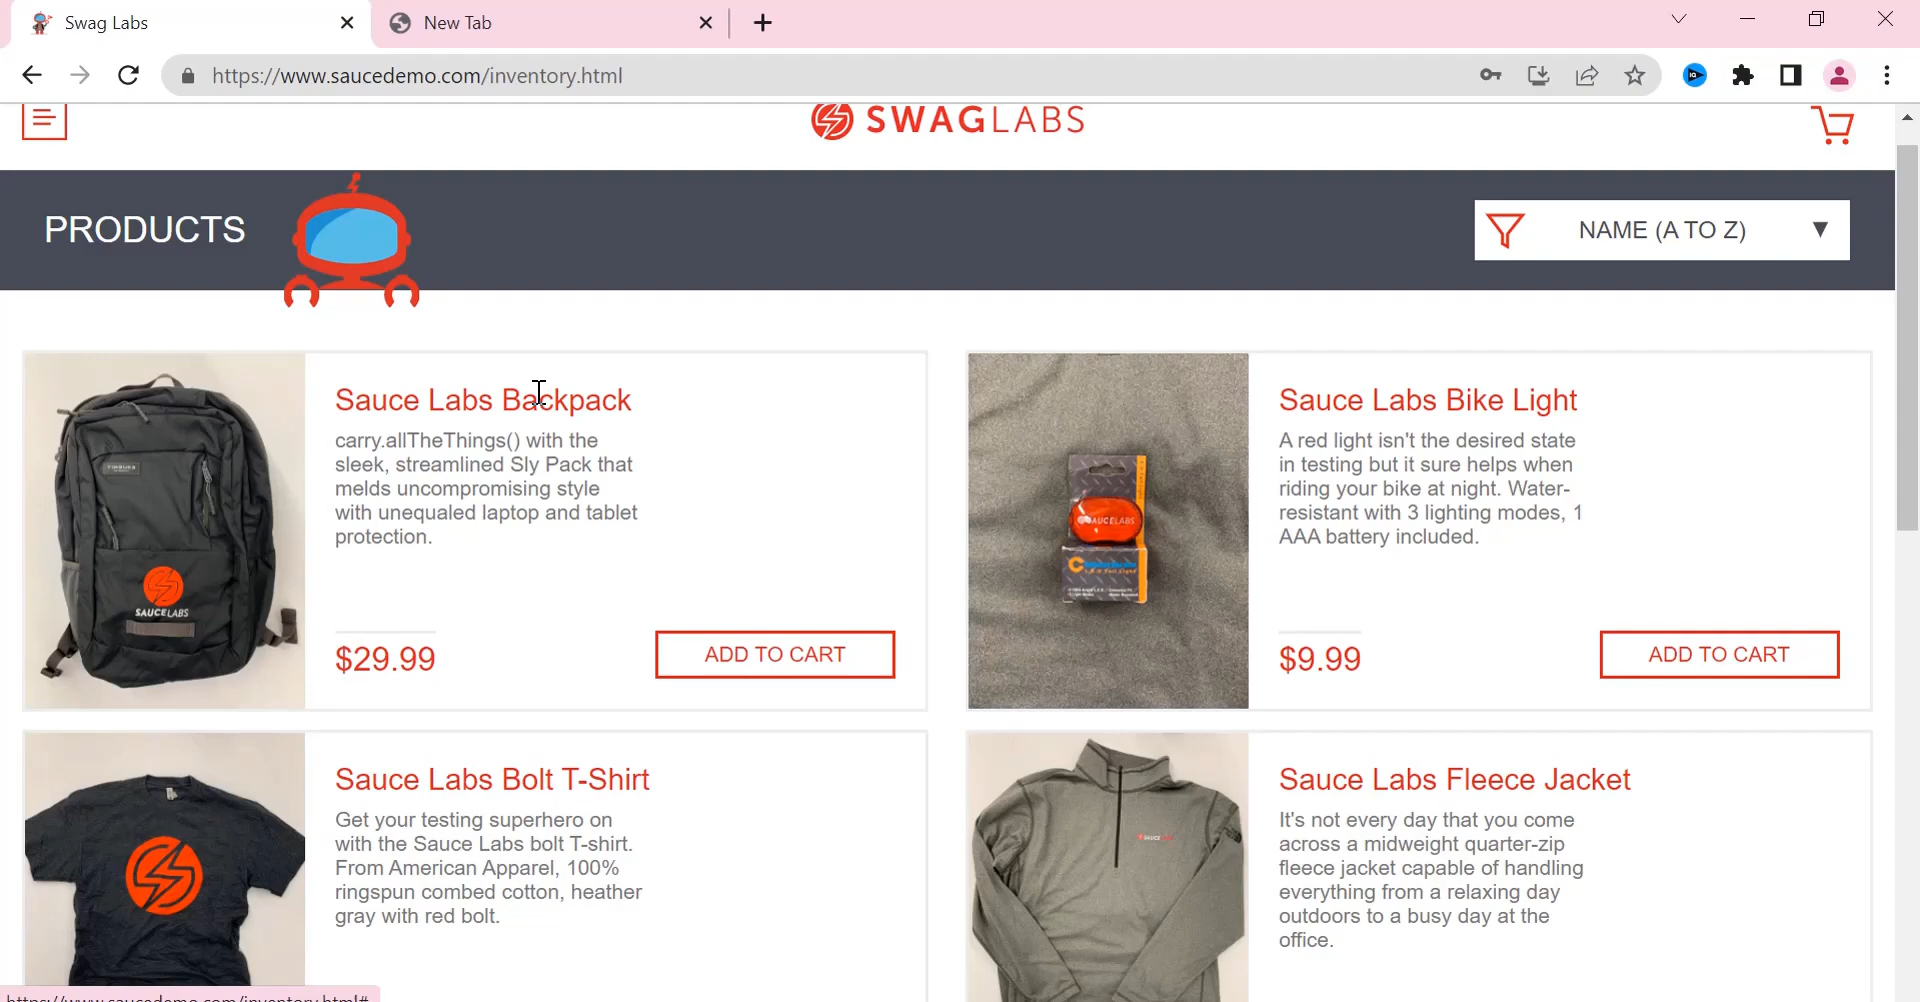 Swag Labs
New Tab
https://www.saucedemo.com/inventory.html
SWAGLABS
PRODUCTS
NAME (A TO Z)
Sauce Labs Backpack
carry.allTheThings() with the
sleek, streamlined Sly Pack that
melds uncompromising style
with unequaled laptop and tablet
protection.
$29.99
ADD TO CART
SAUCELABS
Sauce Labs Bike Light
A red light isn't the desired state
in testing but it sure helps when
riding your bike at night. Water-
resistant with 3 lighting modes, 1
AAA battery included.
$9.99
ADD TO CART
SAUCELABS
Sauce Labs Bolt T-Shirt
Get your testing superhero on
with the Sauce Labs bolt T-shirt.
From American Apparel, 100%
ringspun combed cotton, heather
gray with red bolt.
Sauce Labs Fleece Jacket
It's not every day that you come
across a midweight quarter-zip
fleece jacket capable of handling
everything from a relaxing day
outdoors to a busy day at the
office.
https://www.saucedemo.com/inventory.html#